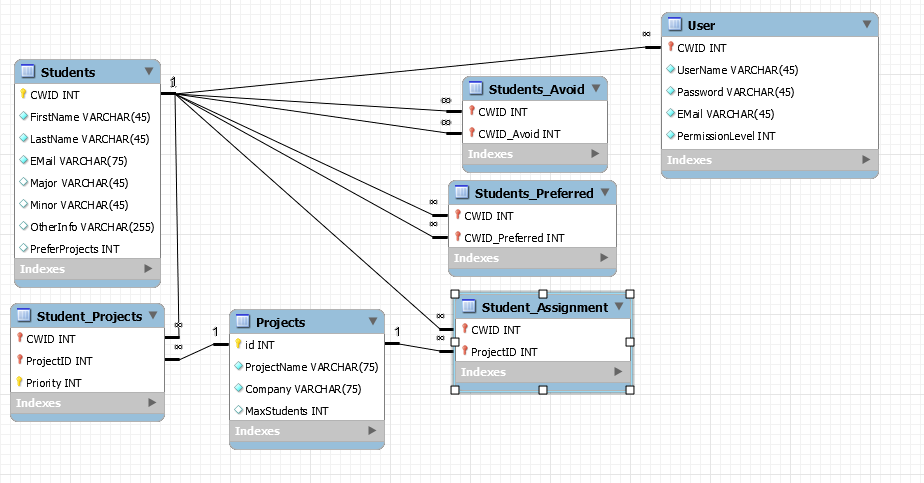 Students
CWID INT
FirstName VARCHAR(45)
LastName VARCHAR(45)
EMail VARCHAR(75)
Major VARCHAR(45)
Minor VARCHAR(45)
OtherInfo VARCHAR(255)
PreferProjects INT
Indexes
1
∞
User
CWID INT
UserName VARCHAR(45)
Password VARCHAR(45)
EMail VARCHAR(45)
PermissionLevel INT
Indexes
Students_Avoid
∞
CWID INT
∞
CWID_Avoid INT
Indexes
Students_Preferred
∞
CWID INT
∞
CWID_Preferred INT
Indexes
Student_Projects
∞
CWID INT
∞
ProjectID INT
Priority INT
Indexes
Projects
1
1
id INT
ProjectName VARCHAR(75)
Company VARCHAR(75)
MaxStudents INT
Indexes
Student_Assignment
∞
CWID INT
∞
ProjectID INT
Indexes